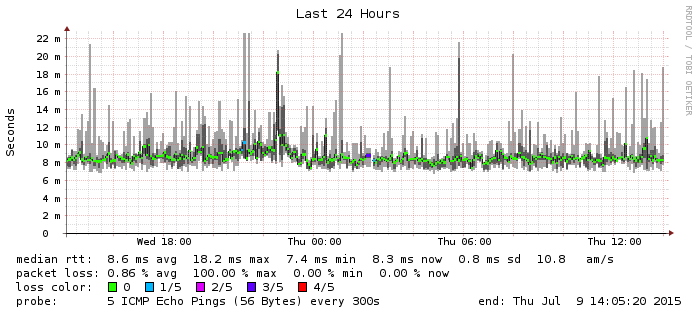 Last 24 Hours
RRDTOOL / TOBI OETIKER
Seconds
22 m
20 m
18 m
16 m
14 m
12 m
10 m
8 m
6 m
4 m
2 m
0
Wed 18:00 Thu 00:00 Thu 06:00 Thu 12:00
median rtt: 8.6 ms avg 18.2 ms max 7.4 ms min 8.3 ms now 0.8 ms sd 10.8 am/s
packet loss: 0.86 % avg 100.00 % max 0.00 % min 0.00 % now
loss color: 0 1/5 2/5 3/5 4/5
probe: 5 ICMP Echo Pings (56 Bytes) every 300s end: Thu Jul 9 14:05:20 2015